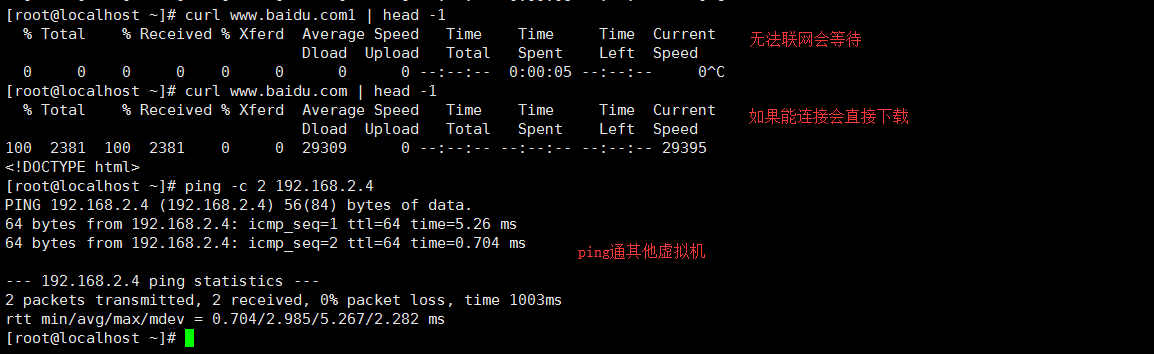 [root@localhost ~]# curl www.baidu.com1 | head -1
  % Total    % Received % Xferd  Average Speed   Time    Time     Time  Current
                                 Dload  Upload   Total   Spent    Left  Speed
无法联网会等待
  0     0    0     0    0     0      0      0 --:--:--  0:00:05 --:--:--     0^C
[root@localhost ~]# curl www.baidu.com | head -1
  % Total    % Received % Xferd  Average Speed   Time    Time     Time  Current
                                 Dload  Upload   Total   Spent    Left  Speed
如果能连接会直接下载
100  2381  100  2381    0     0  29309      0 --:--:-- --:--:-- --:--:-- 29395
<!DOCTYPE html>
[root@localhost ~]# ping -c 2 192.168.2.4
PING 192.168.2.4 (192.168.2.4) 56(84) bytes of data.
64 bytes from 192.168.2.4: icmp_seq=1 ttl=64 time=5.26 ms
64 bytes from 192.168.2.4: icmp_seq=2 ttl=64 time=0.704 ms
ping通其他虚拟机
--- 192.168.2.4 ping statistics ---
2 packets transmitted, 2 received, 0% packet loss, time 1003ms
rtt min/avg/max/mdev = 0.704/2.985/5.267/2.282 ms
[root@localhost ~]#